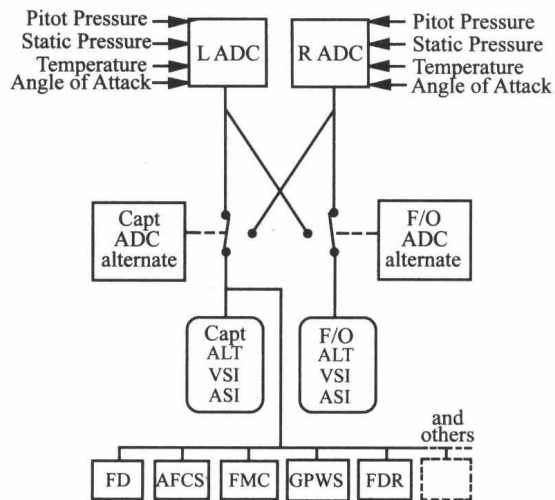 Pitot Pressure
Static Pressure
Temperature
Angle of Attack
L ADC
R ADC
Pitot Pressure
Static Pressure
Temperature
Angle of Attack
Capt
ADC
alternate
F/O
ADC
alternate
Capt
ALT
VSI
ASI
F/O
ALT
VSI
ASI
and
others
FD
AFCS
FMC
GPWS
FDR